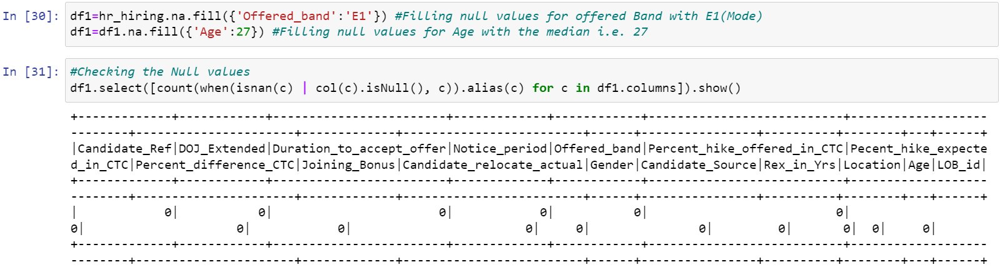 In [30]: df1=hr_hiring.na.fill({'Offered_band':'E1'}) #Filling null values for offered Band with E1(Mode)
df1=df1.na.fill({'Age':27}) #Filling null values for Age with the median i.e. 27
In [31]: #Checking the Null values
df1.select([count(when(isnan(c) | col(c).isNull(), c)).alias(c) for c in df1.columns]).show()
+-------------+------------+------------------------+-------------+------------+---------------------------+-------------------
--------+----------------------+-------------+-------------------------+------+----------------+----------+--------+---+------+
|Candidate_Ref|DOJ_Extended|Duration_to_accept_offer|Notice_period|Offered_band|Percent_hike_offered_in_CTC|Pecent_hike_expecte
d_in_CTC|Percent_difference_CTC|Joining_Bonus|Candidate_relocate_actual|Gender|Candidate_Source|Rex_in_Yrs|Location|Age|LOB_id|
+-------------+------------+------------------------+-------------+------------+---------------------------+-------------------
--------+----------------------+-------------+-------------------------+------+----------------+----------+--------+---+------+
|            0|           0|                       0|            0|           0|                          0|
0|                     0|            0|                        0|     0|               0|         0|       0|  0|     0|
+-------------+------------+------------------------+-------------+------------+---------------------------+-------------------
--------+----------------------+-------------+-------------------------+------+----------------+----------+--------+---+------+